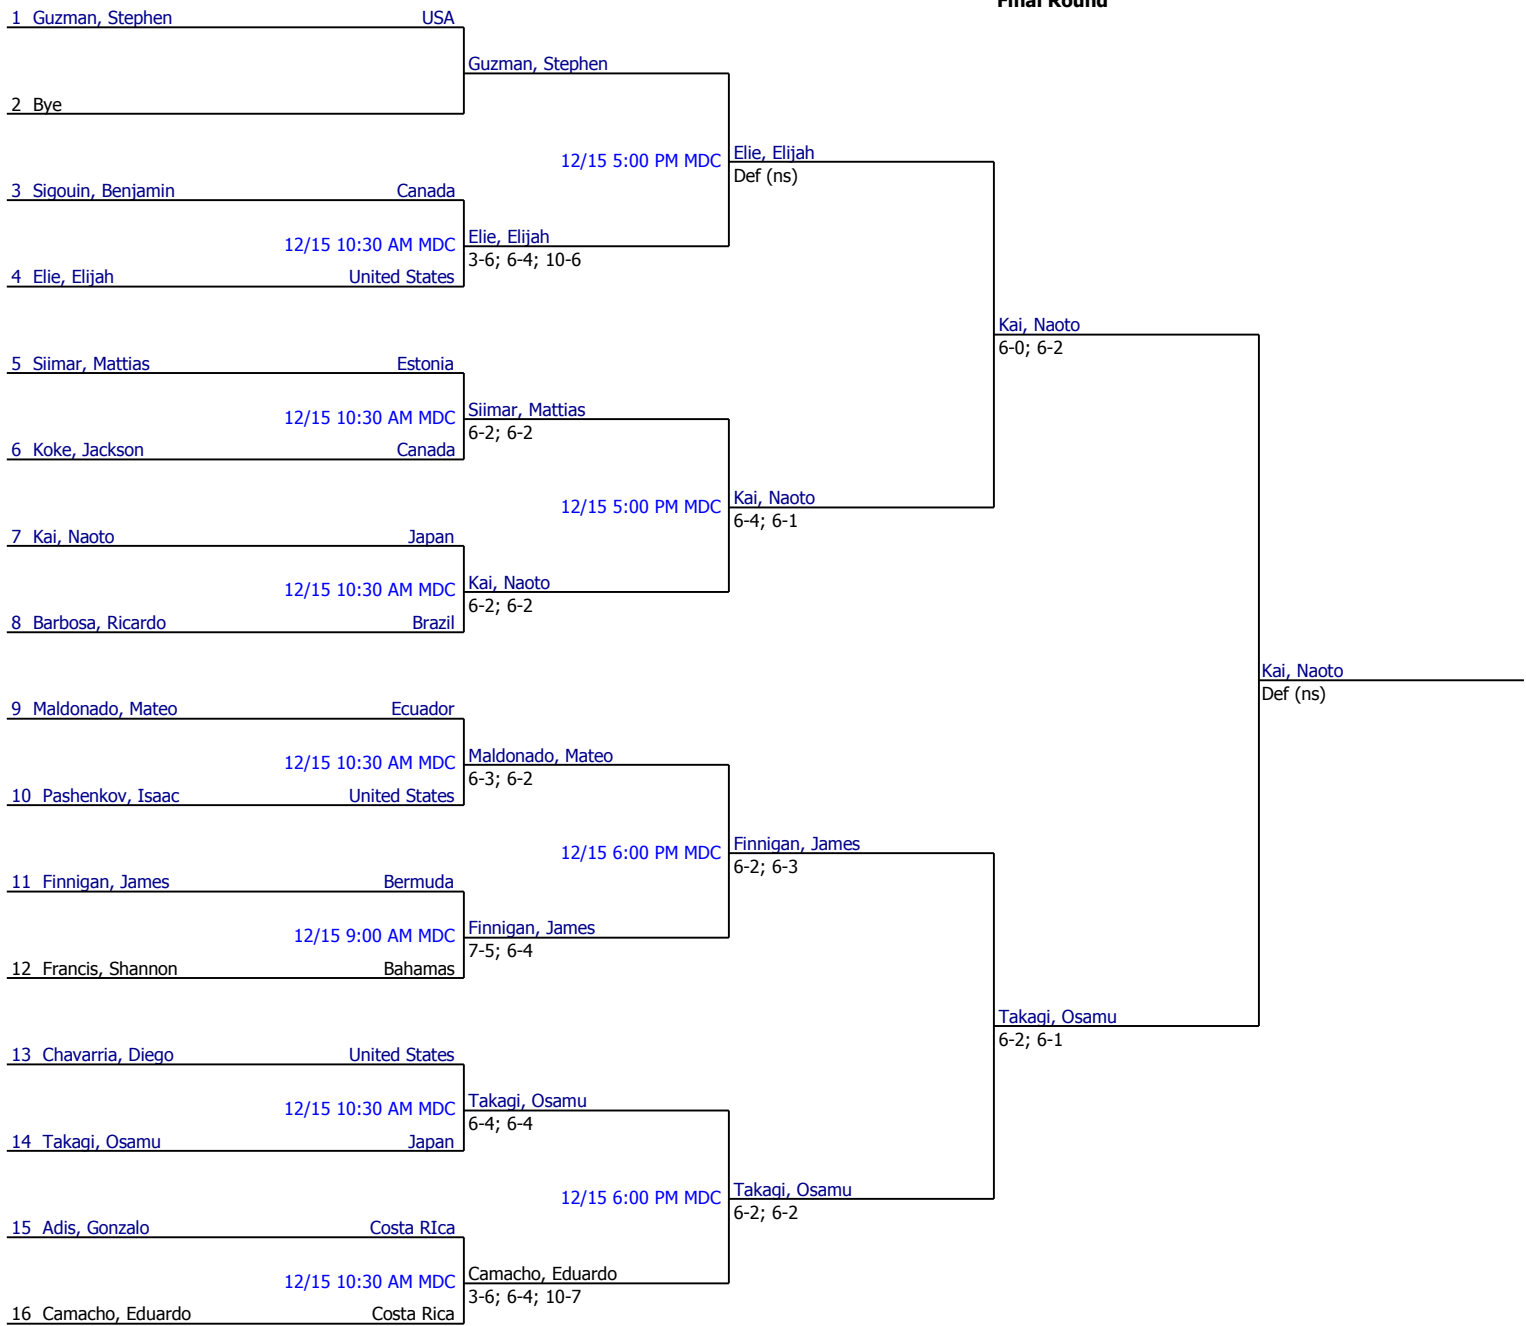 Final Round
1 Guzman, Stephen USA
Guzman, Stephen
2 Bye
12/15 5:00 PM MDC Elie, Elijah
Def (ns)
3 Sigouin, Benjamin Canada
12/15 10:30 AM MDC Elie, Elijah
3-6; 6-4; 10-6
4 Elie, Elijah United States
Kai, Naoto
6-0; 6-2
5 Siimar, Mattias Estonia
12/15 10:30 AM MDC Siimar, Mattias
6-2; 6-2
6 Koke, Jackson Canada
12/15 5:00 PM MDC Kai, Naoto
6-4; 6-1
7 Kai, Naoto Japan
12/15 10:30 AM MDC Kai, Naoto
6-2; 6-2
8 Barbosa, Ricardo Brazil
Kai, Naoto
Def (ns)
9 Maldonado, Mateo Ecuador
12/15 10:30 AM MDC Maldonado, Mateo
6-3; 6-2
10 Pashenkov, Isaac United States
12/15 6:00 PM MDC Finnigan, James
6-2; 6-3
11 Finnigan, James Bermuda
12/15 9:00 AM MDC Finnigan, James
7-5; 6-4
12 Francis, Shannon Bahamas
Takagi, Osamu
6-2; 6-1
13 Chavarria, Diego United States
12/15 10:30 AM MDC Takagi, Osamu
6-4; 6-4
14 Takagi, Osamu Japan
12/15 6:00 PM MDC Takagi, Osamu
6-2; 6-2
15 Adis, Gonzalo Costa RIca
12/15 10:30 AM MDC Camacho, Eduardo
3-6; 6-4; 10-7
16 Camacho, Eduardo Costa Rica